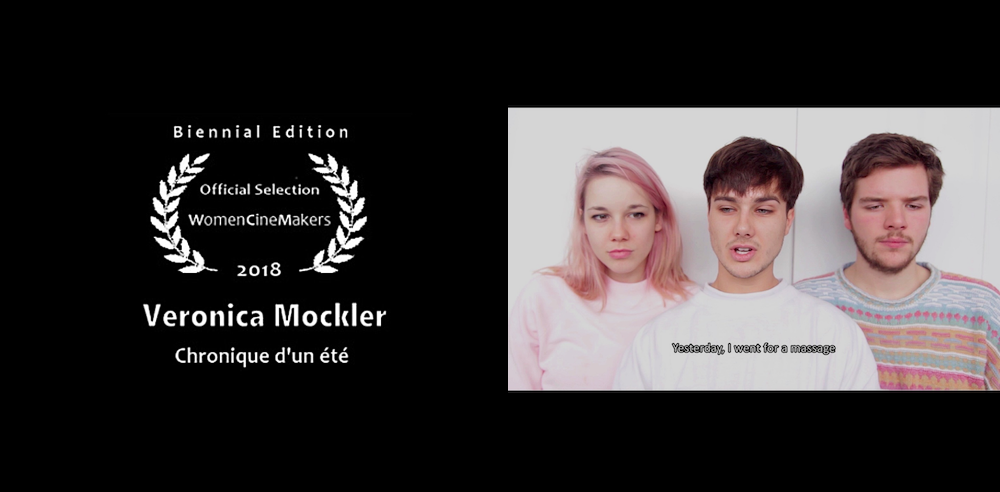 Biennial Edition
Official Selection
WomenCineMakers
2018
Veronica Mockler
Chronique d'un été
Yesterday, I went for a massage